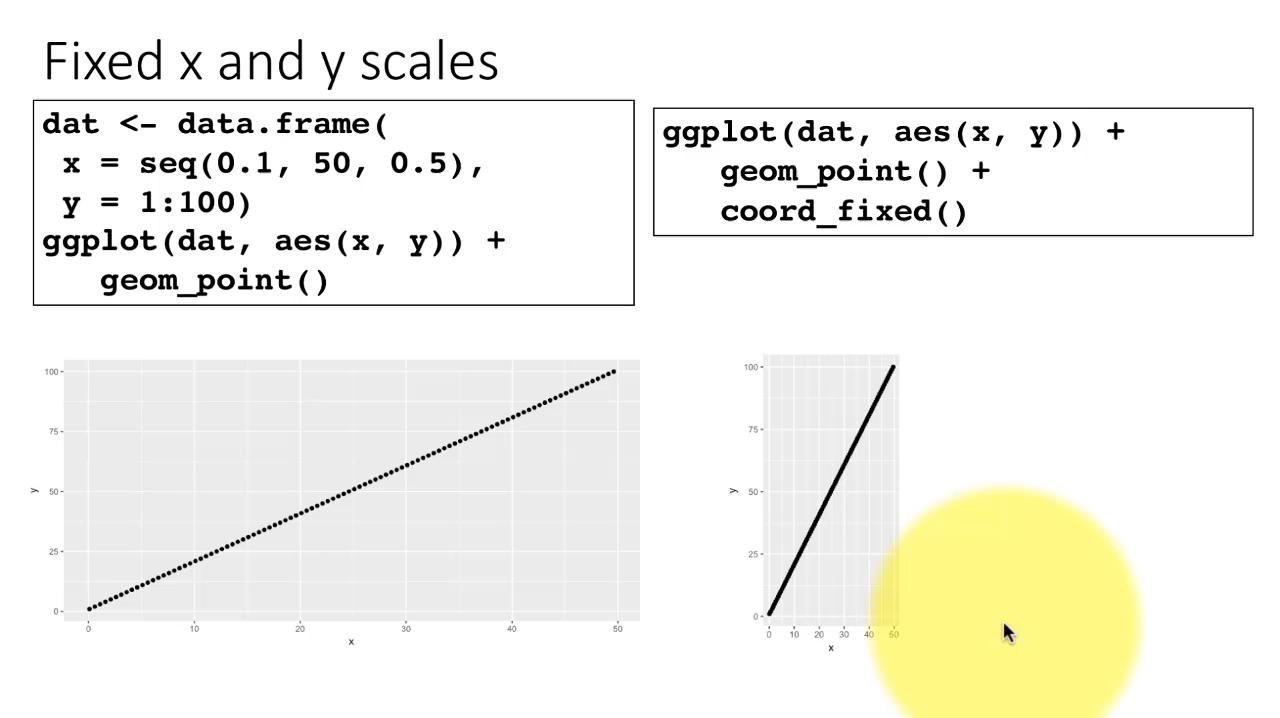 Fixed x and y scales
dat <- data.frame(
x = seq(0.1, 50, 0.5),
y = 1:100)
ggplot(dat, aes(x, y)) +
geom_point()
ggplot(dat, aes(x, y)) +
geom_point() +
coord_fixed()
100
75
50
25
0
y
0 10 20 30 40 50
x
100
75
50
25
0
y
0 10 20 30 40 50
x